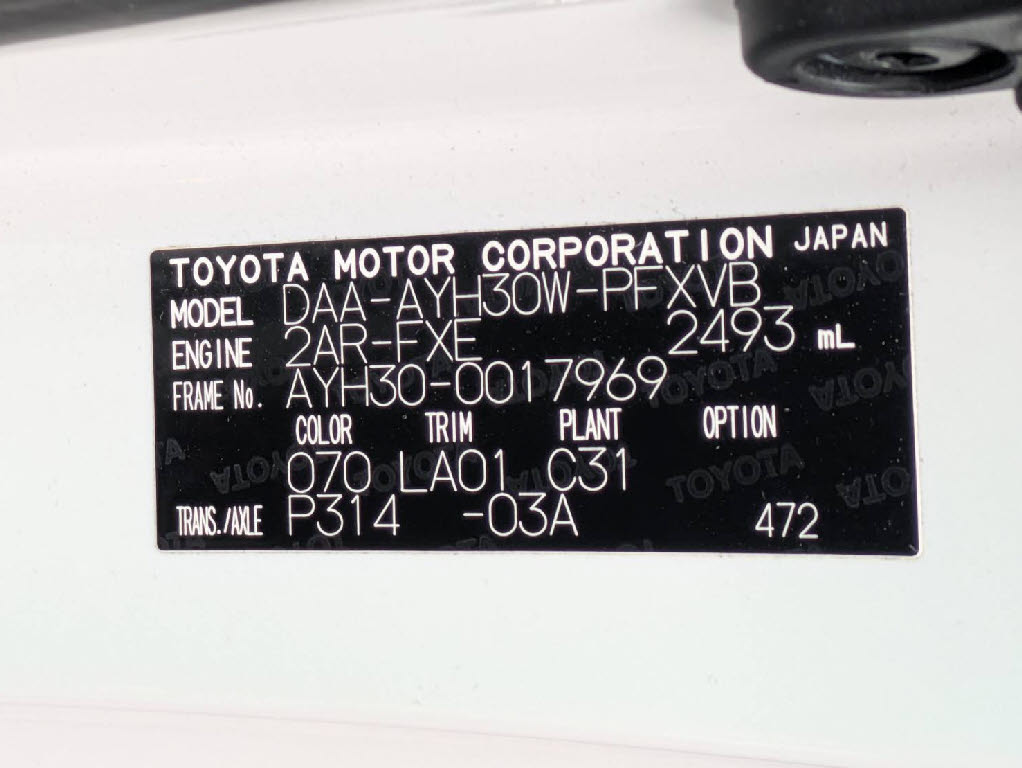 TOYOTA MOTOR CORPORATION JAPAN
MODEL DAA-AYH30W-PFXVB
ENGINE 2AR-FXE 2493 mL
FRAME No. AYH30-0017969
COLOR TRIM PLANT OPTION
070 LA01 C31
TRANS./AXLE P314 -03A 472